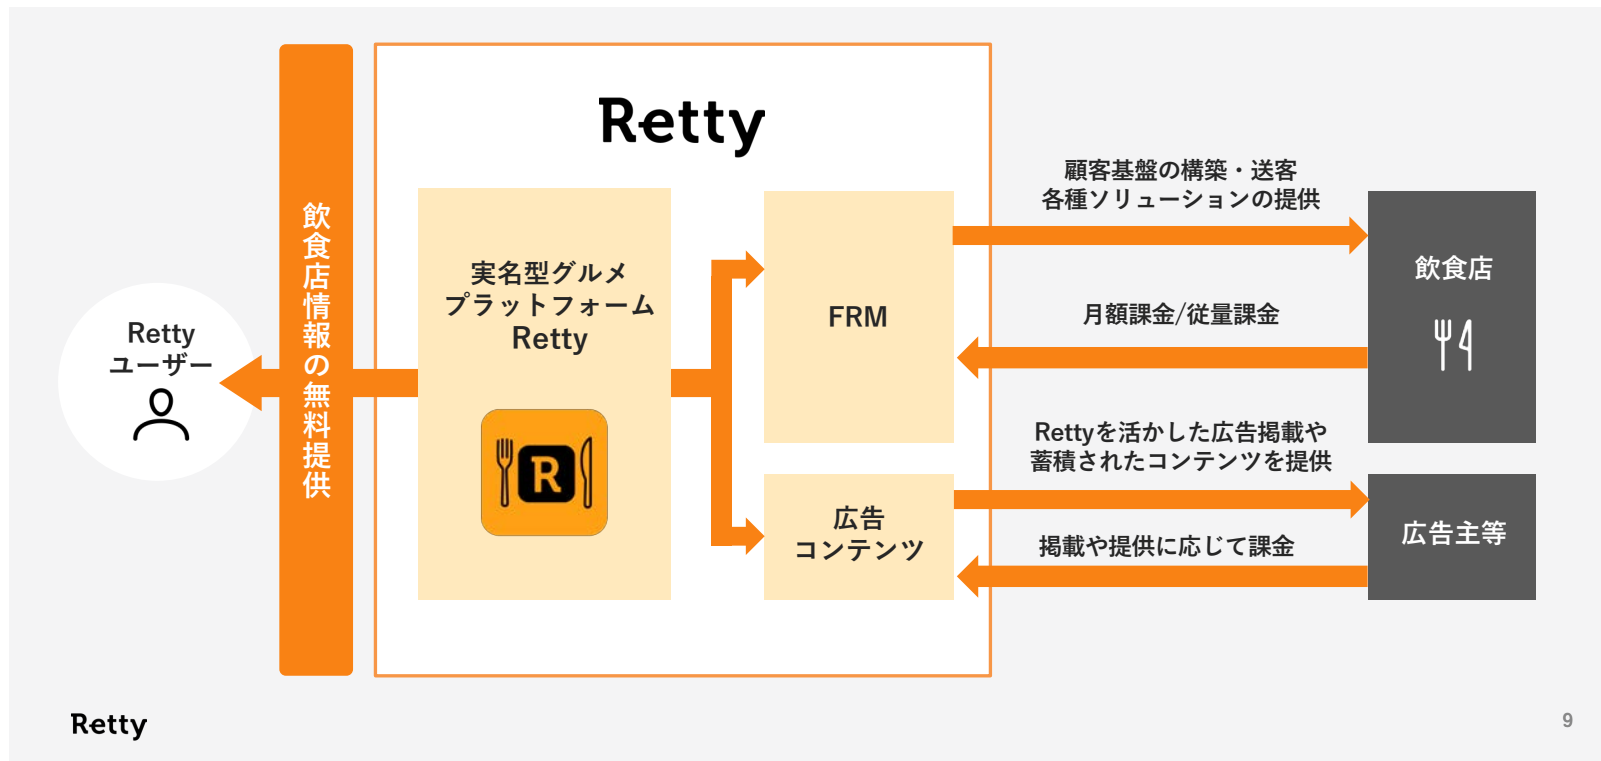 Retty
Retty
ユーザー
飲食店情報の無料提供
実名型グルメ
プラットフォーム
Retty
R
FRM
広告
コンテンツ
顧客基盤の構築・送客
各種ソリューションの提供
月額課金/従量課金
Rettyを活かした広告掲載や
蓄積されたコンテンツを提供
掲載や提供に応じて課金
飲食店
広告主等
Retty
9